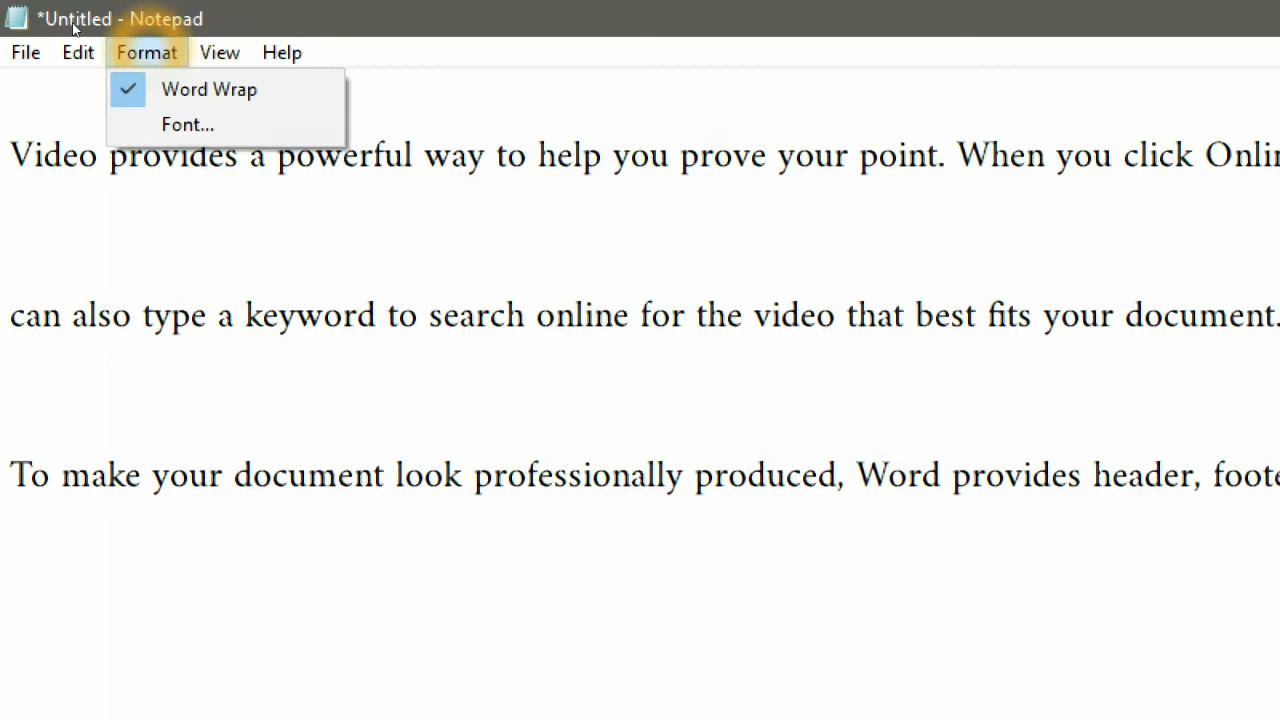 *Untitled - Notepad
File Edit Format View Help
Word Wrap
Font...
Video provides a powerful way to help you prove your point. When you click
can also type a keyword to search online for the video that best fits your document.
To make your document look professionally produced, Word provides header,